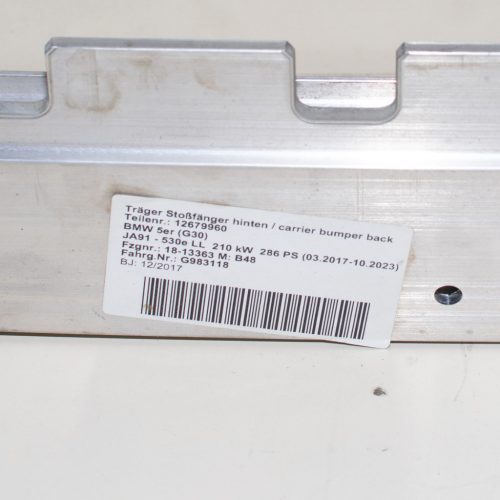 Träger Stoßfänger hinten / carrier bumper back
Teilenr.: 12679960
BMW 5er (G30)
JA91 - 530e LL 210 kW 286 PS (03.2017-10.2023)
Fzgnr.: 18-13363 M: B48
Fahrg.Nr.: G983118
BJ: 12/2017